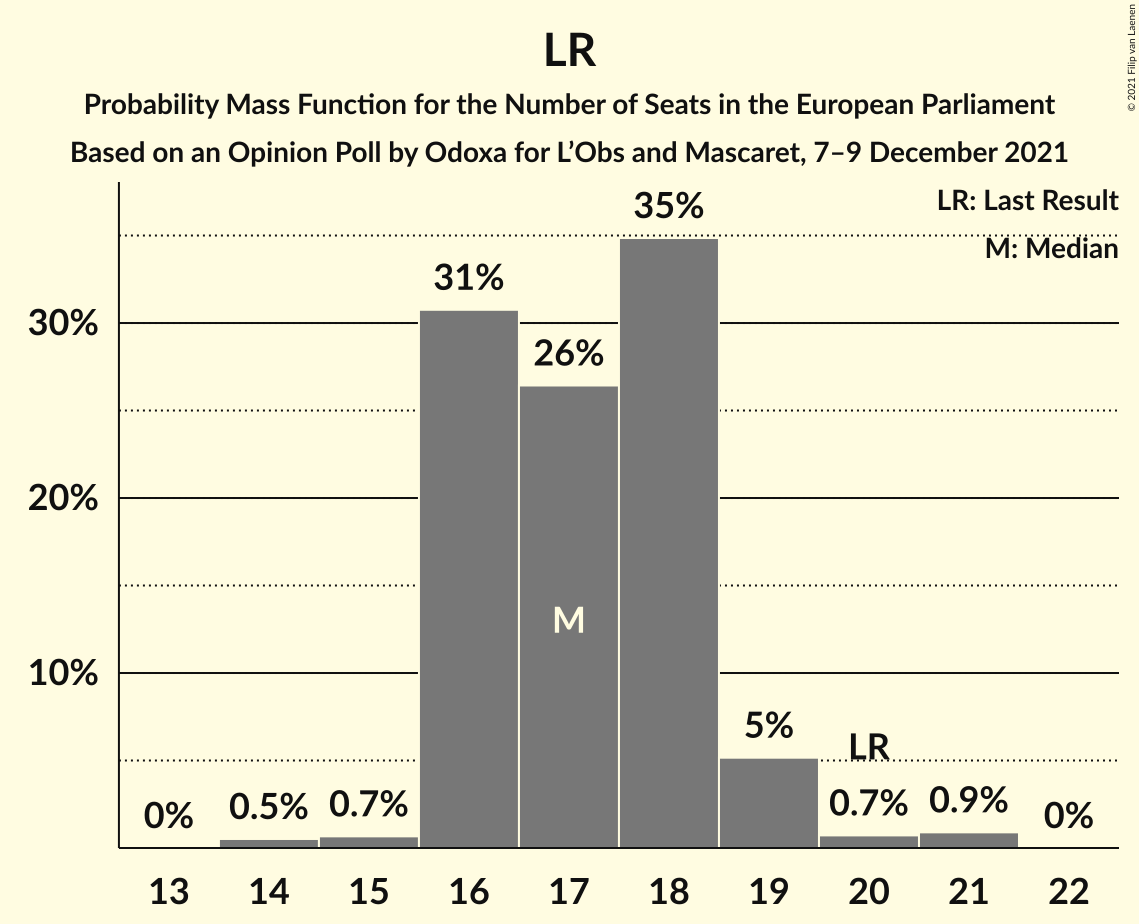 LR
Probability Mass Function for the Number of Seats in the European Parliament
Based on an Opinion Poll by Odoxa for L’Obs and Mascaret, 7–9 December 2021
© 2021 Filip van Laenen
LR: Last Result
M: Median
35%
31%
30%
26%
20%
M
10%
5%
LR
0%
0.5%
0.7%
0.7%
0.9%
0%
13 14 15 16 17 18 19 20 21 22